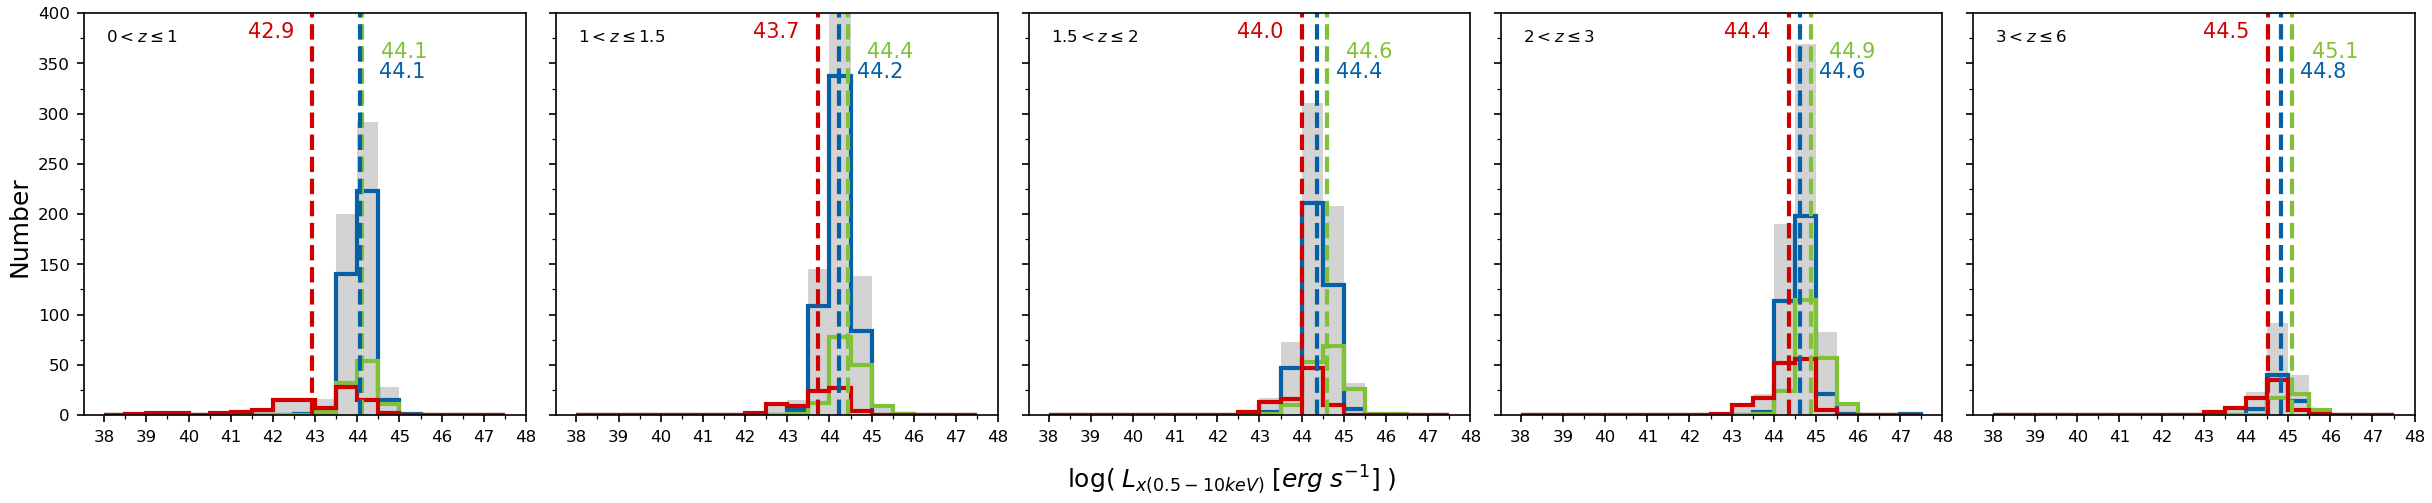 400
350
300
250
200
150
100
50
0
Number
0 < z ≤ 1
42.9
44.1
44.1
38 39 40 41 42 43 44 45 46 47 48
1 < z ≤ 1.5
43.7
44.4
44.2
38 39 40 41 42 43 44 45 46 47 48
1.5 < z ≤ 2
44.0
44.6
44.4
38 39 40 41 42 43 44 45 46 47 48
2 < z ≤ 3
44.4
44.9
44.6
38 39 40 41 42 43 44 45 46 47 48
3 < z ≤ 6
44.5
45.1
44.8
38 39 40 41 42 43 44 45 46 47 48
log( L_{x(0.5−10keV)} [erg s^{−1}] )